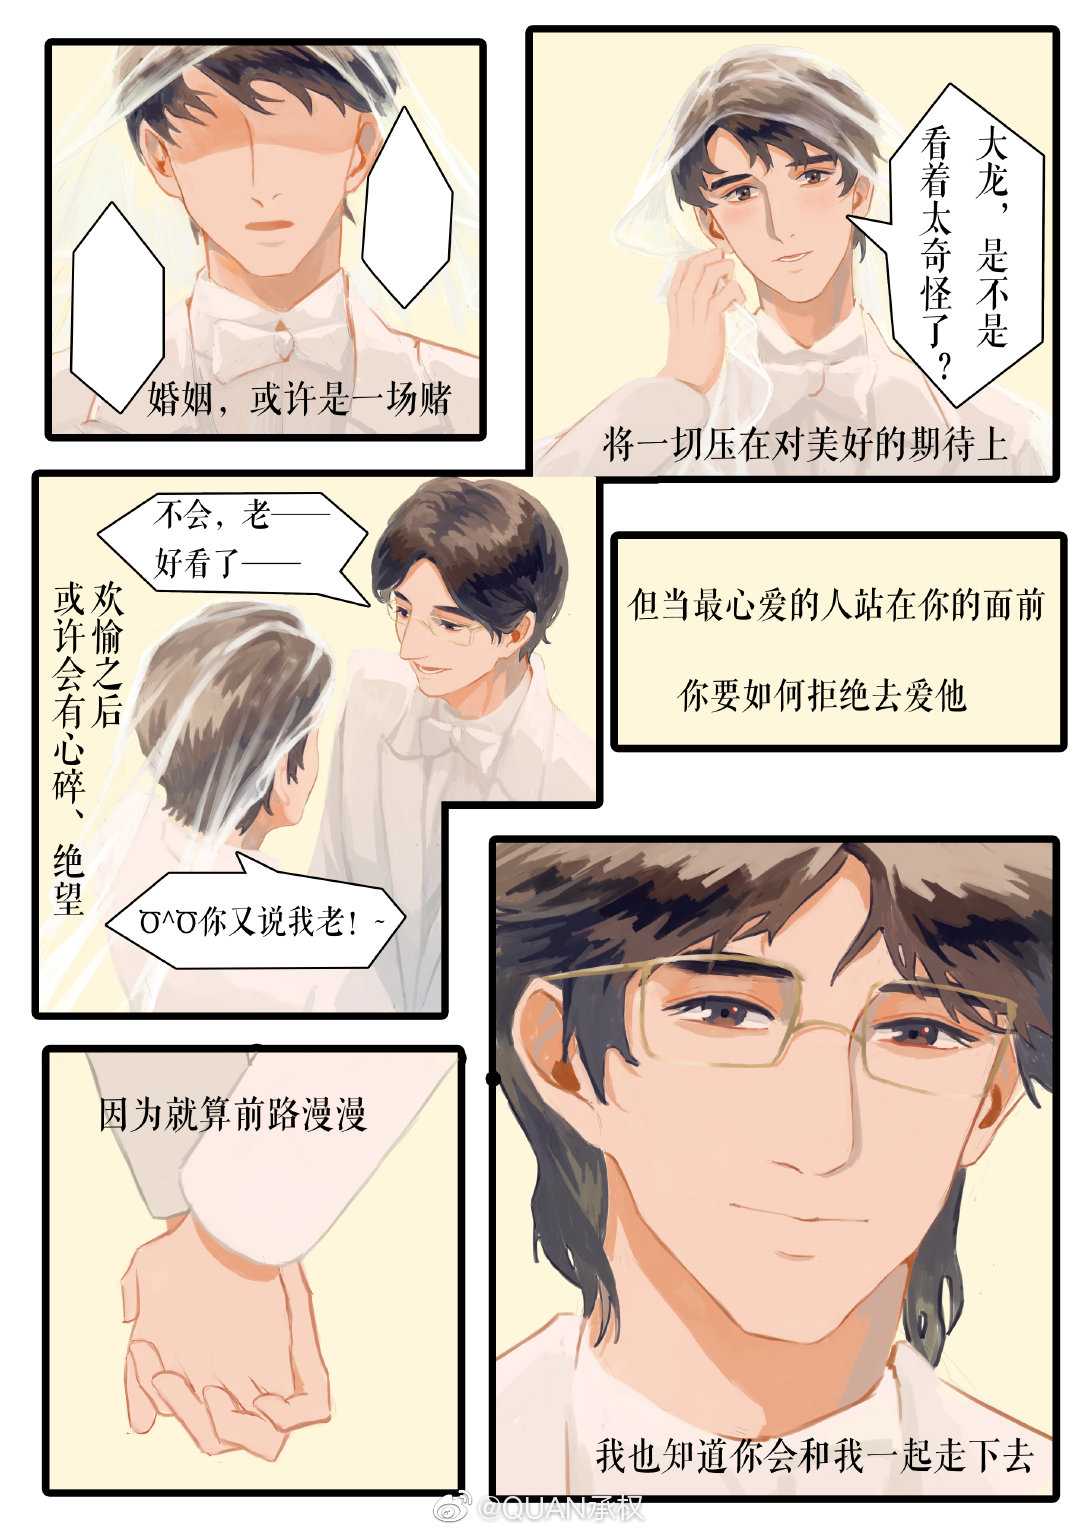 婚姻，或许是一场赌
大龙，是不是
看着太奇怪了？
将一切压在对美好的期待上
不会，老——
好看了——
欢愉之后
或许会有心碎、绝望
ʊ^ʊ你又说我老！~
但当最心爱的人站在你的面前
你要如何拒绝去爱他
因为就算前路漫漫
我也知道你会和我一起走下去
@QUAN承权